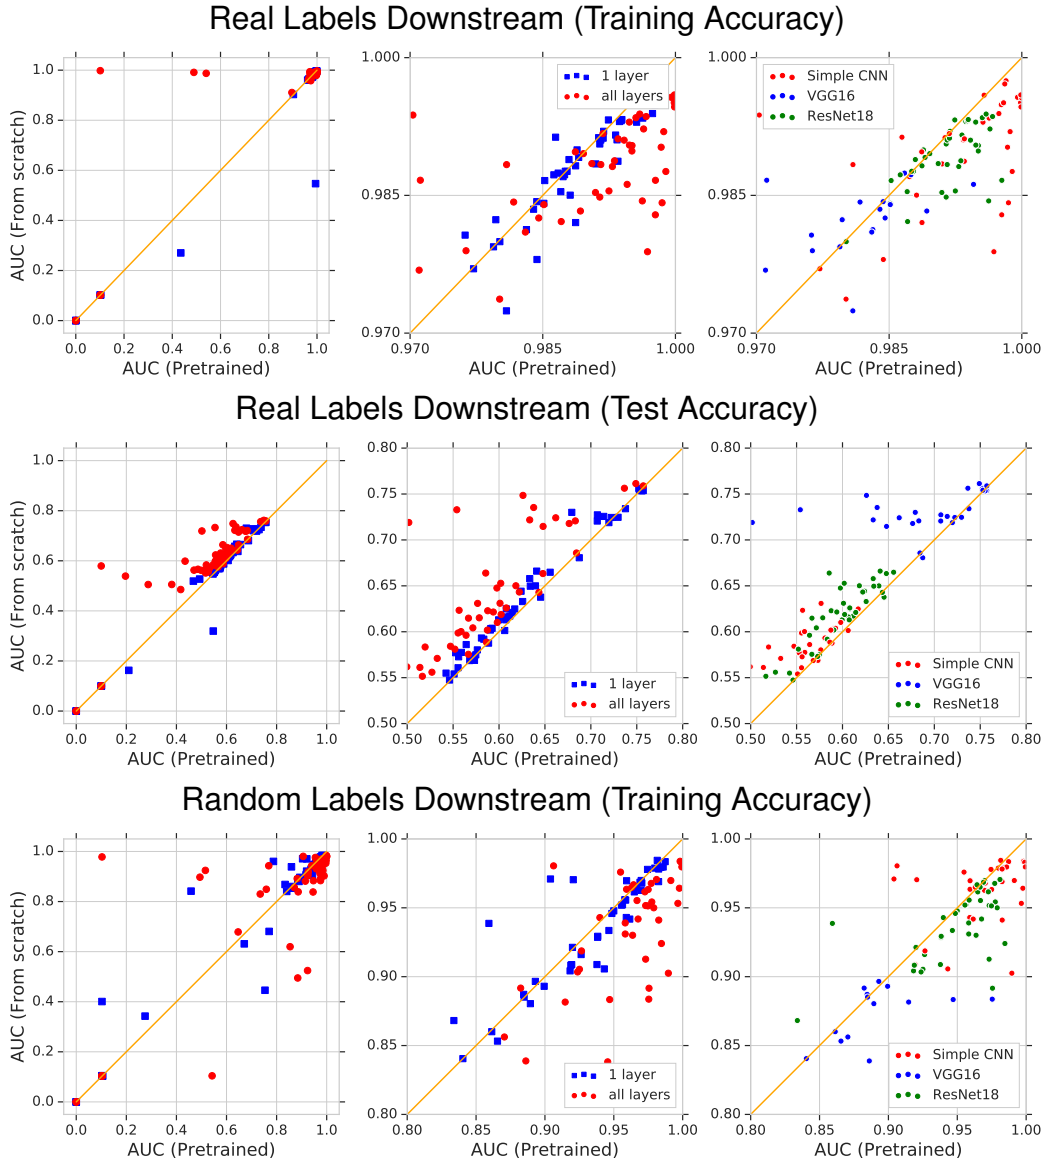 Real Labels Downstream (Training Accuracy)
AUC (From scratch)
1.0
0.8
0.6
0.4
0.2
0.0
0.0 0.2 0.4 0.6 0.8 1.0
AUC (Pretrained)
1.000
0.985
0.970
1 layer
all layers
0.970 0.985 1.000
AUC (Pretrained)
1.000
0.985
0.970
Simple CNN
VGG16
ResNet18
0.970 0.985 1.000
AUC (Pretrained)
Real Labels Downstream (Test Accuracy)
AUC (From scratch)
1.0
0.8
0.6
0.4
0.2
0.0
0.0 0.2 0.4 0.6 0.8 1.0
AUC (Pretrained)
0.80
0.75
0.70
0.65
0.60
0.55
0.50
1 layer
all layers
0.50 0.55 0.60 0.65 0.70 0.75 0.80
AUC (Pretrained)
0.80
0.75
0.70
0.65
0.60
0.55
0.50
Simple CNN
VGG16
ResNet18
0.50 0.55 0.60 0.65 0.70 0.75 0.80
AUC (Pretrained)
Random Labels Downstream (Training Accuracy)
AUC (From scratch)
1.0
0.8
0.6
0.4
0.2
0.0
0.0 0.2 0.4 0.6 0.8 1.0
AUC (Pretrained)
1.00
0.95
0.90
0.85
0.80
1 layer
all layers
0.80 0.85 0.90 0.95 1.00
AUC (Pretrained)
1.00
0.95
0.90
0.85
0.80
Simple CNN
VGG16
ResNet18
0.80 0.85 0.90 0.95 1.00
AUC (Pretrained)